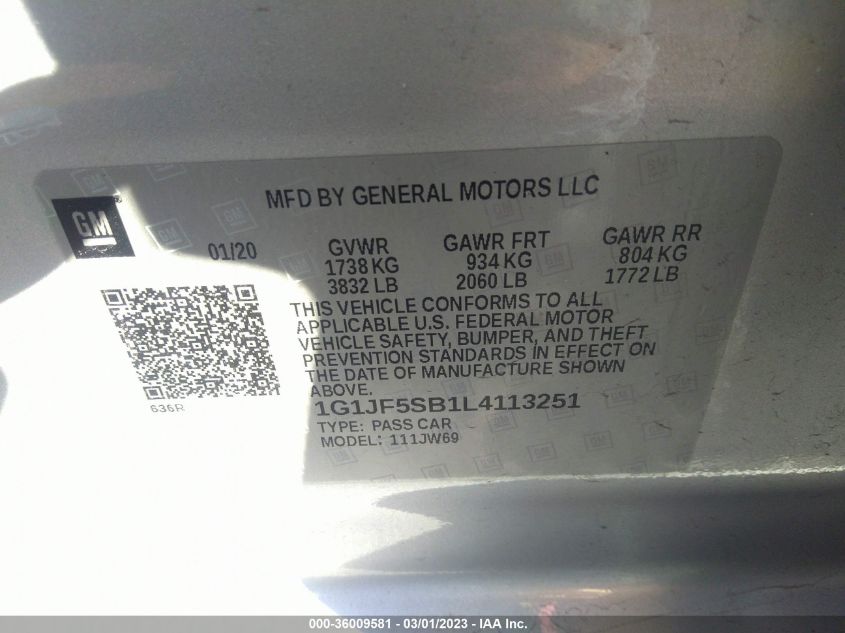 MFD BY GENERAL MOTORS LLC
GM
01/20 GVWR GAWR FRT GAWR RR
1738 KG 934 KG 804 KG
3832 LB 2060 LB 1772 LB
THIS VEHICLE CONFORMS TO ALL
APPLICABLE U.S. FEDERAL MOTOR
VEHICLE SAFETY, BUMPER, AND THEFT
PREVENTION STANDARDS IN EFFECT ON
THE DATE OF MANUFACTURE SHOWN
ABOVE.
636R
1G1JF5SB1L4113251
TYPE: PASS CAR
MODEL: 111JW69
000-36009581 - 03/01/2023 - IAA Inc.